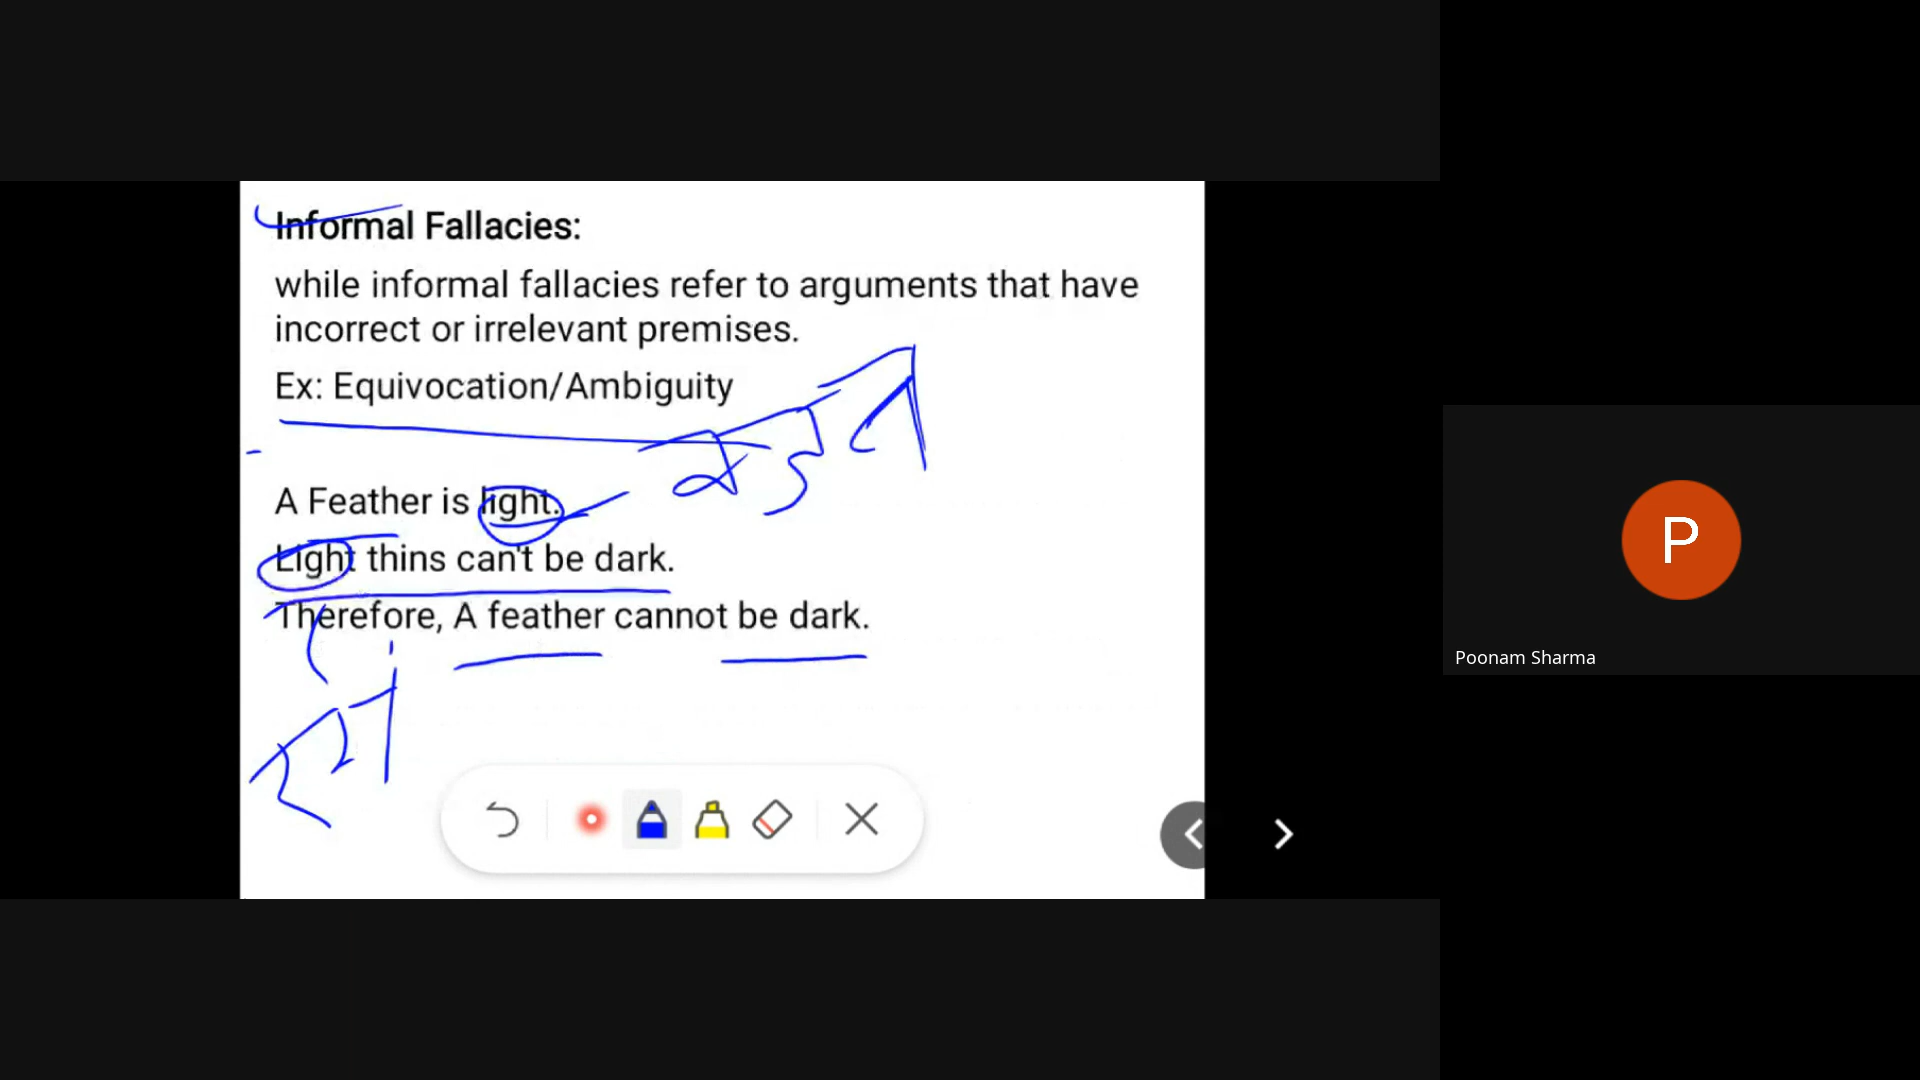 Informal Fallacies:
while informal fallacies refer to arguments that have
incorrect or irrelevant premises.
Ex: Equivocation/Ambiguity
A Feather is light.
Light thins can't be dark.
Therefore, A feather cannot be dark.
P
Poonam Sharma